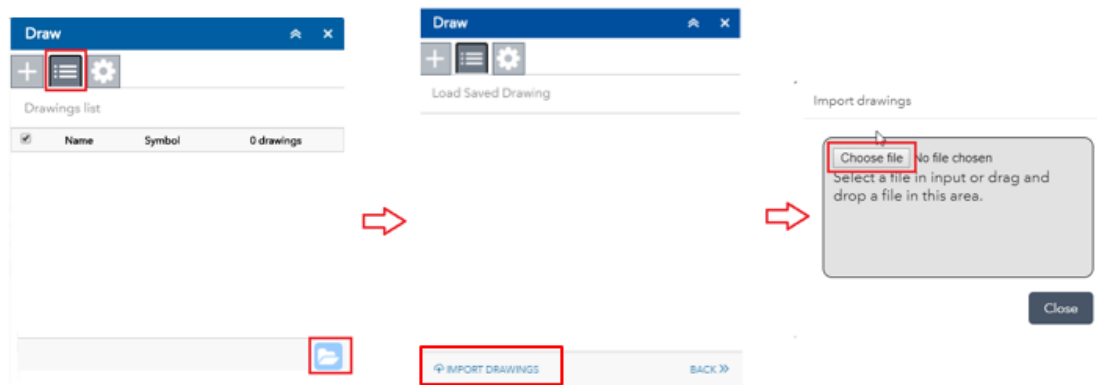 Draw
Drawings list
Name Symbol 0 drawings
Draw
Load Saved Drawing
IMPORT DRAWINGS BACK
Import drawings
Choose file No file chosen
Select a file in input or drag and
drop a file in this area.
Close